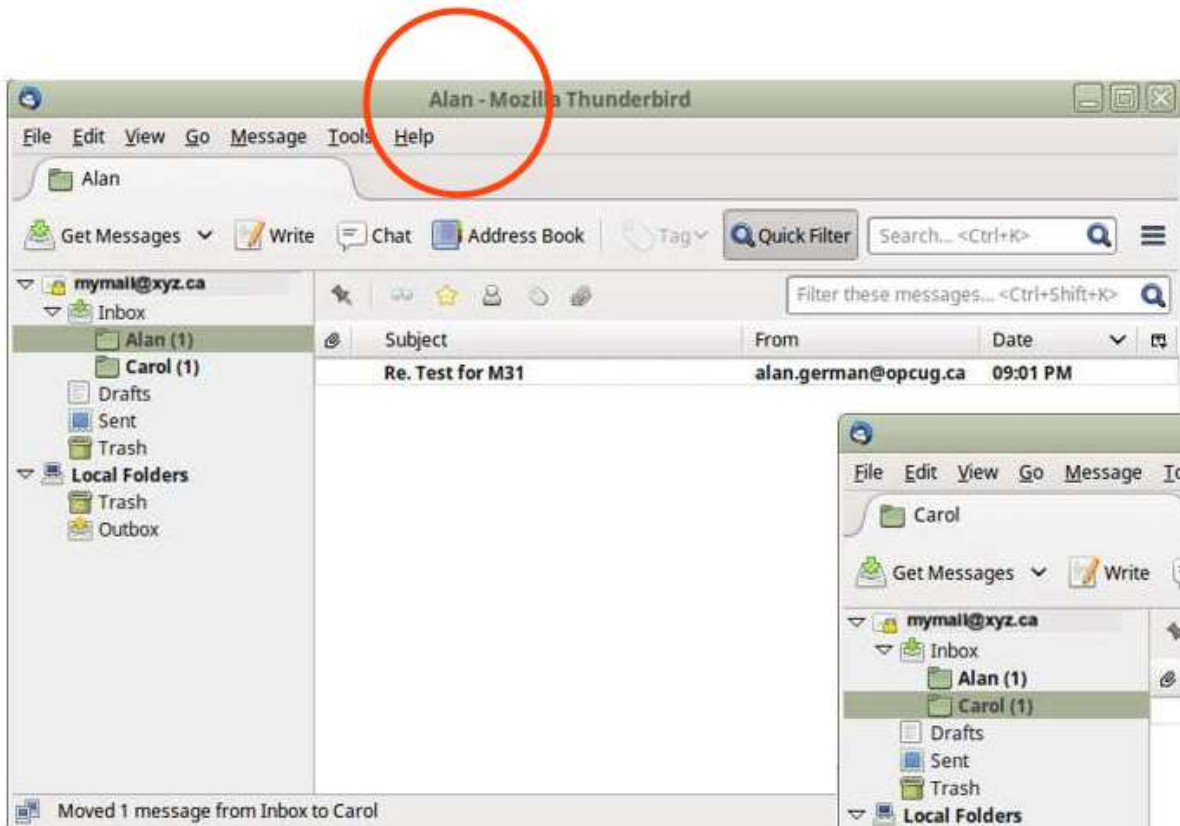 Alan - Mozilla Thunderbird
File Edit View Go Message Tools Help
Alan
Get Messages Write Chat Address Book Tag Quick Filter Search... <Ctrl+K>
mymail@xyz.ca
Filter these messages... <Ctrl+Shift+K>
Inbox
Alan (1)
Carol (1)
Drafts
Sent
Trash
Local Folders
Trash
Outbox
Subject From Date
Re. Test for M31 alan.german@opcug.ca 09:01 PM
Moved 1 message from Inbox to Carol
File Edit View Go Message To
Carol
Get Messages Write
mymail@xyz.ca
Inbox
Alan (1)
Carol (1)
Drafts
Sent
Trash
Local Folders